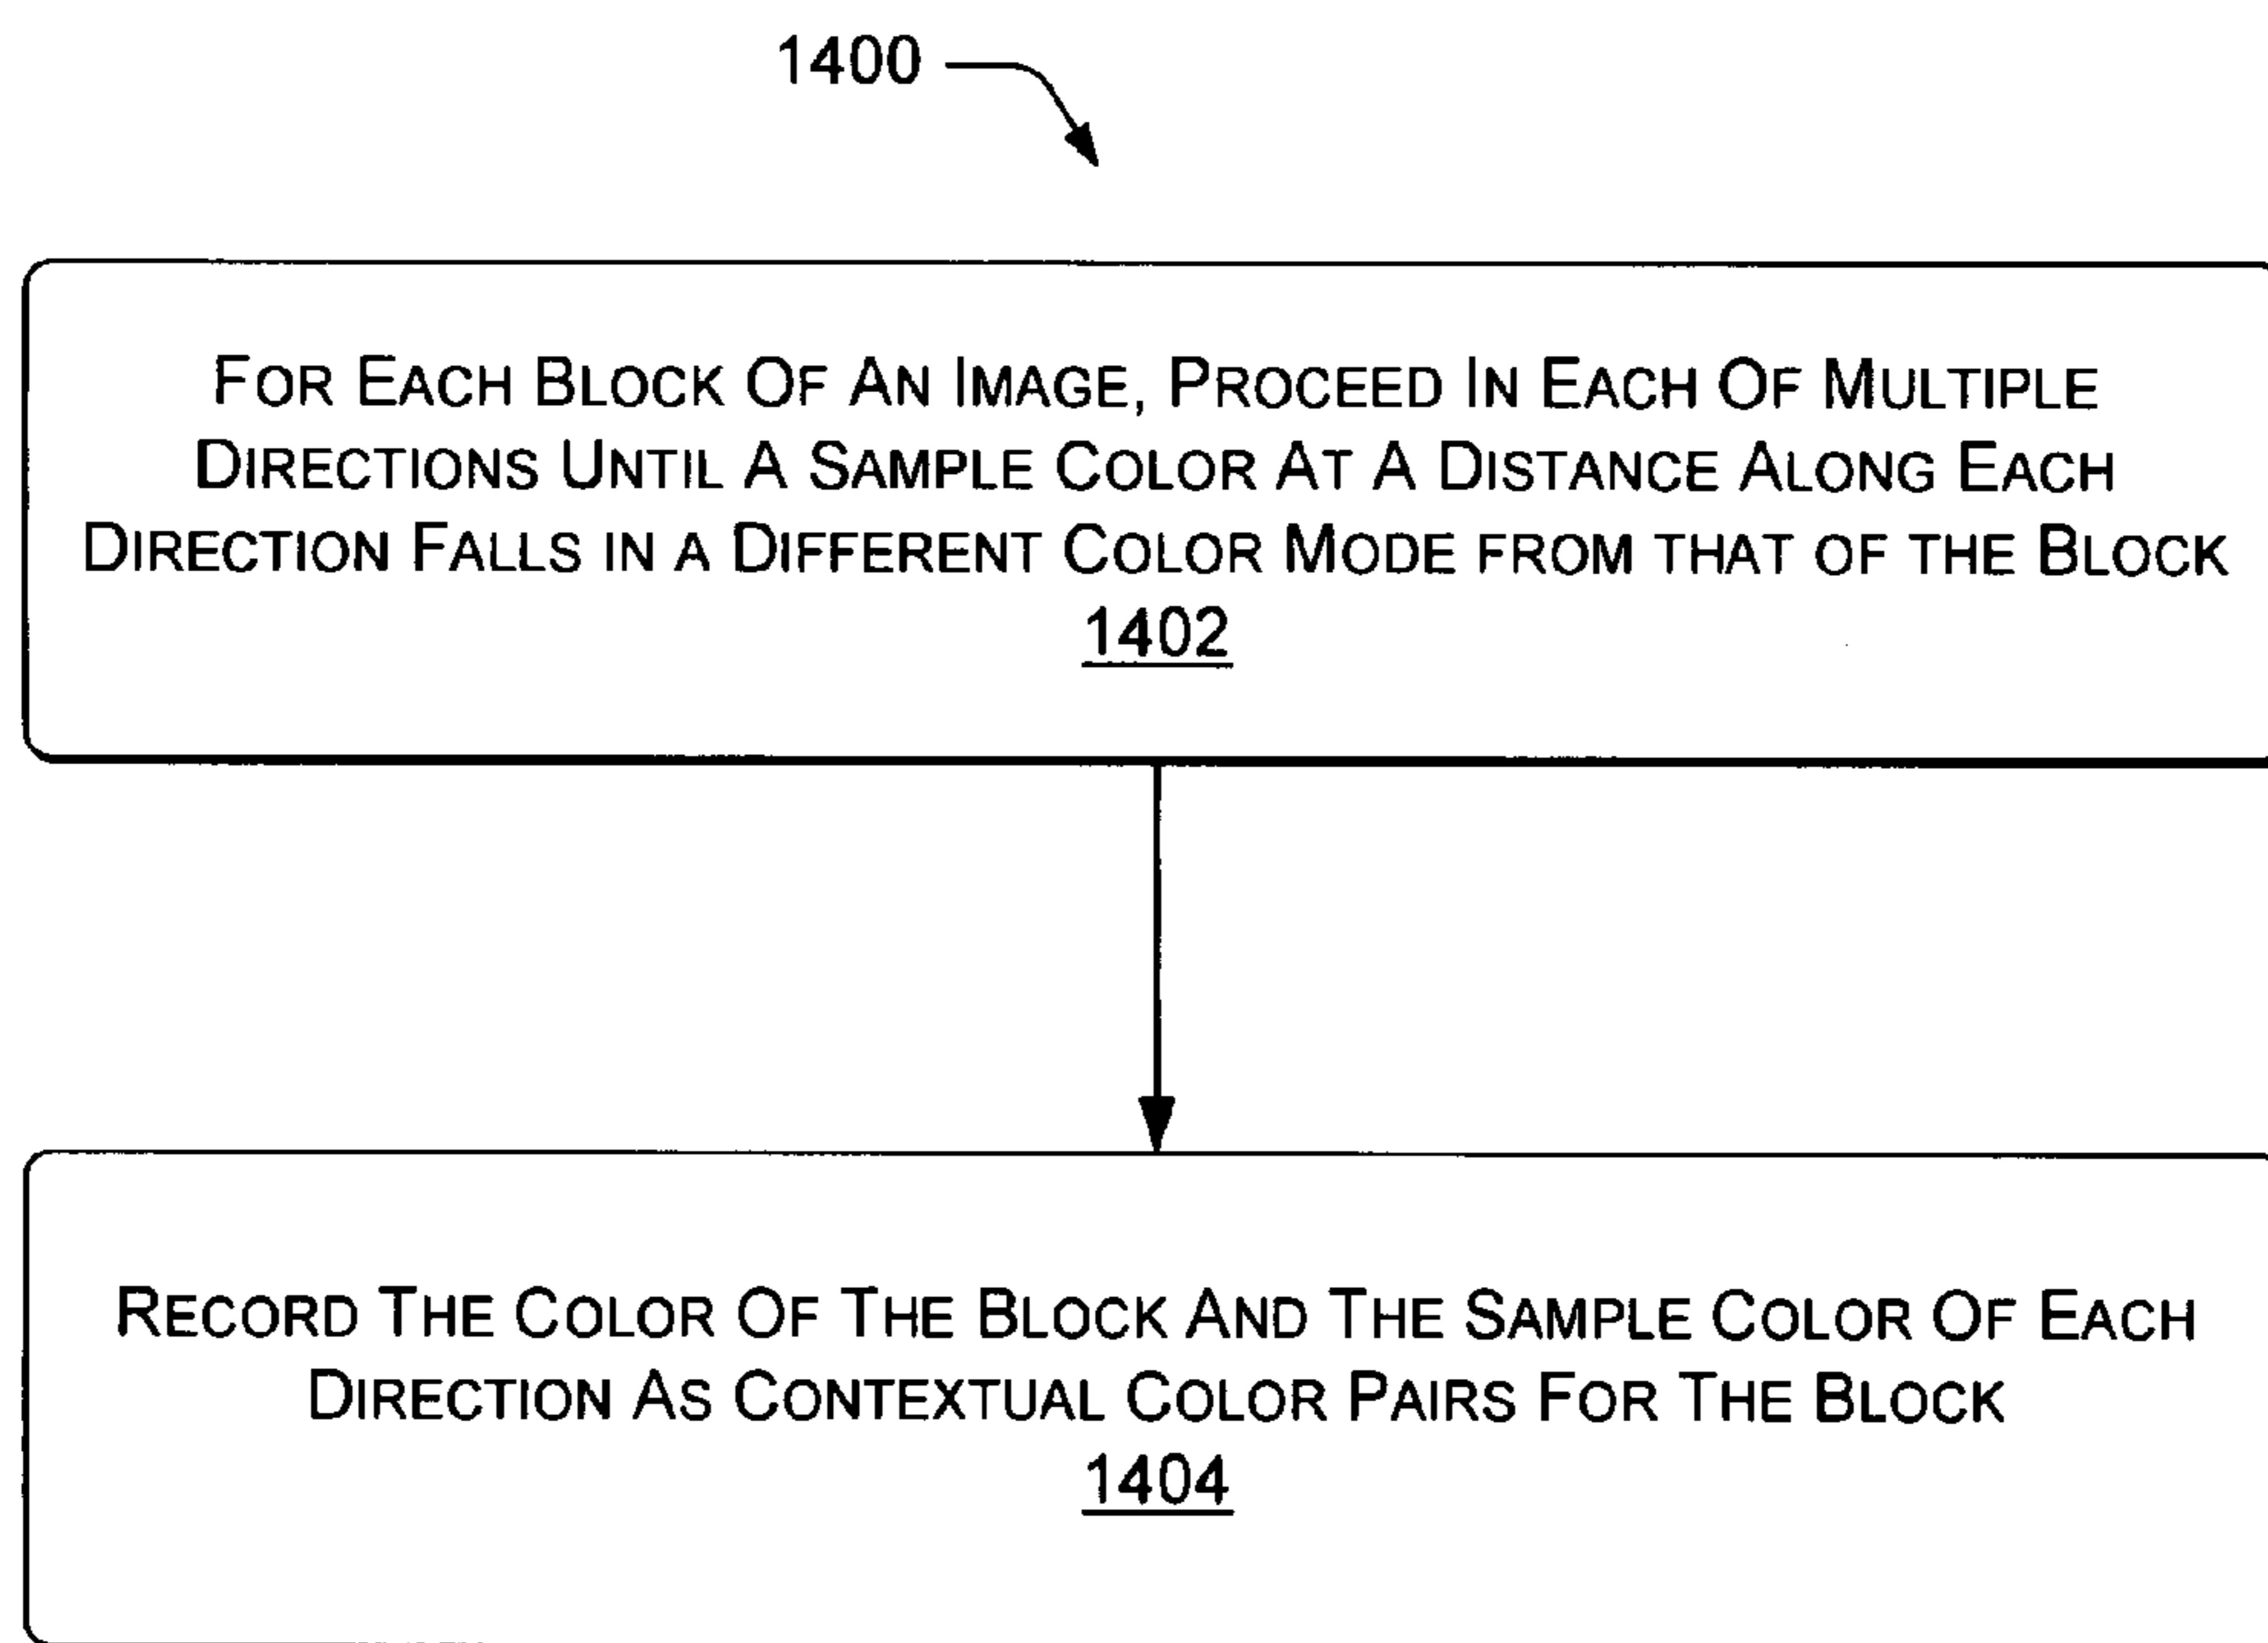 1400
FOR EACH BLOCK OF AN IMAGE, PROCEED IN EACH OF MULTIPLE
DIRECTIONS UNTIL A SAMPLE COLOR AT A DISTANCE ALONG EACH
DIRECTION FALLS IN A DIFFERENT COLOR MODE FROM THAT OF THE BLOCK
1402
RECORD THE COLOR OF THE BLOCK AND THE SAMPLE COLOR OF EACH
DIRECTION AS CONTEXTUAL COLOR PAIRS FOR THE BLOCK
1404